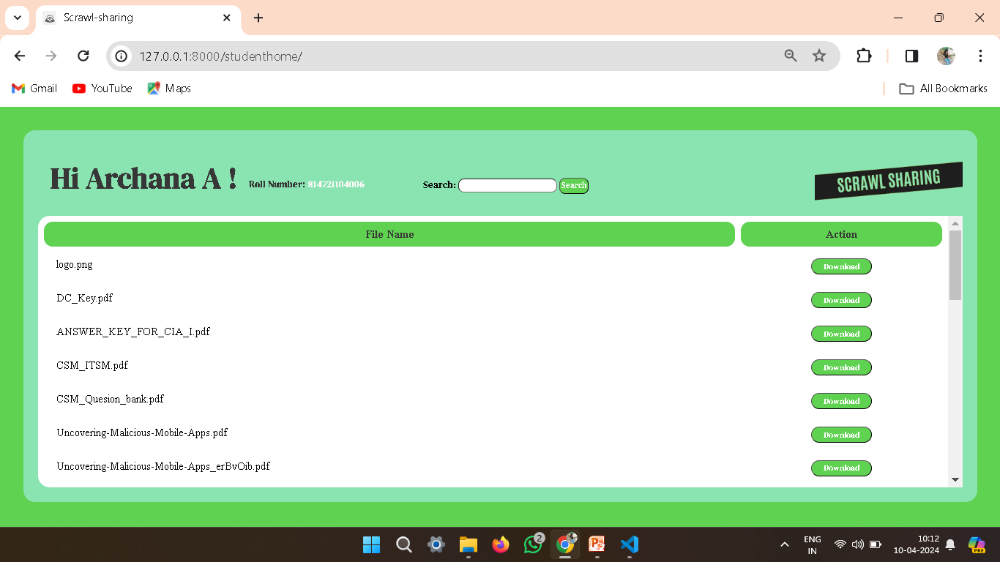 Scrawl-sharing
127.0.0.1:8000/studenthome/
Gmail YouTube Maps All Bookmarks
Hi Archana A ! Roll Number: 814721104006 Search: Search SCRAWL SHARING
File Name Action
logo.png Download
DC_Key.pdf Download
ANSWER_KEY_FOR_CIA_I.pdf Download
CSM_ITSM.pdf Download
CSM_Quesion_bank.pdf Download
Uncovering-Malicious-Mobile-Apps.pdf Download
Uncovering-Malicious-Mobile-Apps_erBvOib.pdf Download
2
ENG 10:12
IN 10-04-2024
PRE